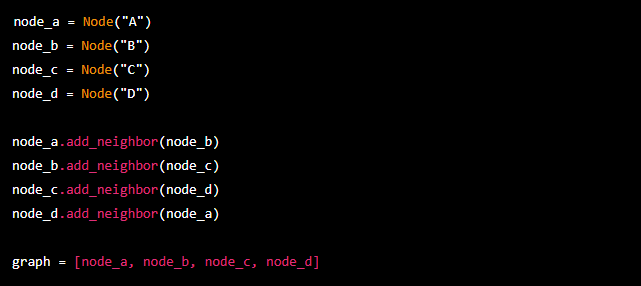 node_a = Node("A")
node_b = Node("B")
node_c = Node("C")
node_d = Node("D")
node_a.add_neighbor(node_b)
node_b.add_neighbor(node_c)
node_c.add_neighbor(node_d)
node_d.add_neighbor(node_a)
graph = [node_a, node_b, node_c, node_d]